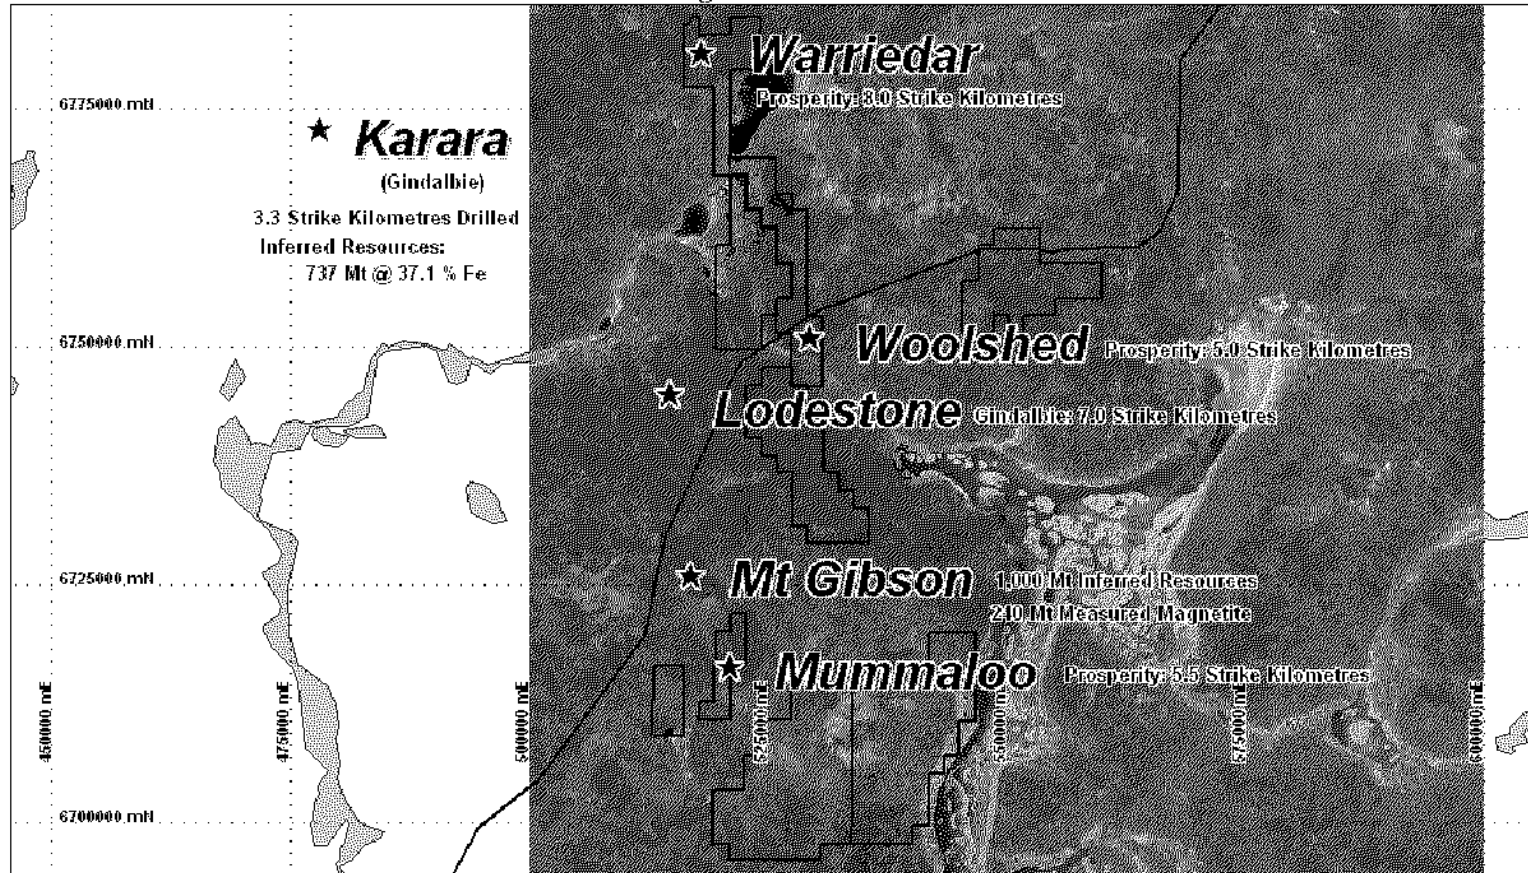 Warriedar
Prosperity: 8.0 Strike Kilometres
6775000 mN
Karara
(Gindalbie)
3.3 Strike Kilometres Drilled
Inferred Resources:
737 Mt @ 37.1 % Fe
6750000 mN
Woolshed Prosperity: 5.0 Strike Kilometres
Lodestone Gindalbie: 7.0 Strike Kilometres
6725000 mN
Mt Gibson 1,000 Mt Inferred Resources
240 Mt Measured Magnetite
Mummaloo Prosperity: 5.5 Strike Kilometres
450000 mE
475000 mE
500000 mE
525000 mE
550000 mE
575000 mE
600000 mE
6700000 mN